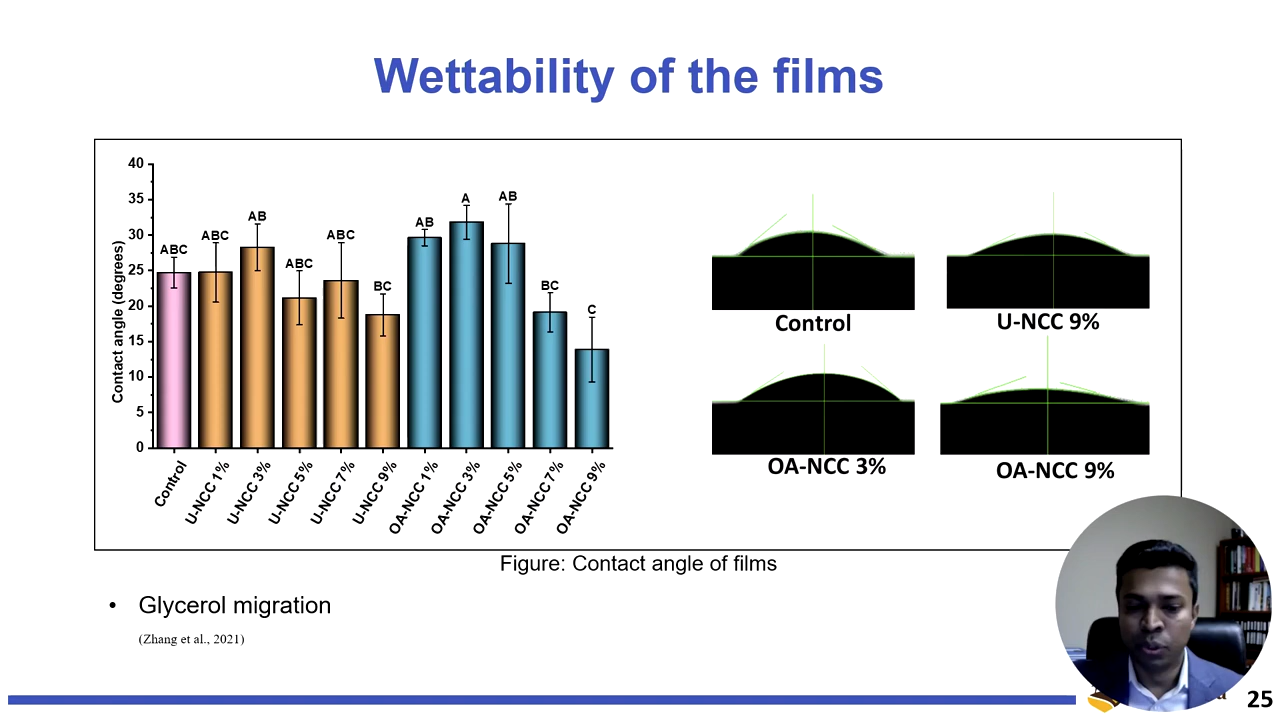 Wettability of the films
Contact angle (degrees)
40
35
30
25
20
15
10
5
0
ABC
ABC
AB
ABC
ABC
BC
AB
A
AB
BC
C
Control
U-NCC 1%
U-NCC 3%
U-NCC 5%
U-NCC 7%
U-NCC 9%
OA-NCC 1%
OA-NCC 3%
OA-NCC 5%
OA-NCC 7%
OA-NCC 9%
Control
U-NCC 9%
OA-NCC 3%
OA-NCC 9%
Figure: Contact angle of films
• Glycerol migration
(Zhang et al., 2021)
25